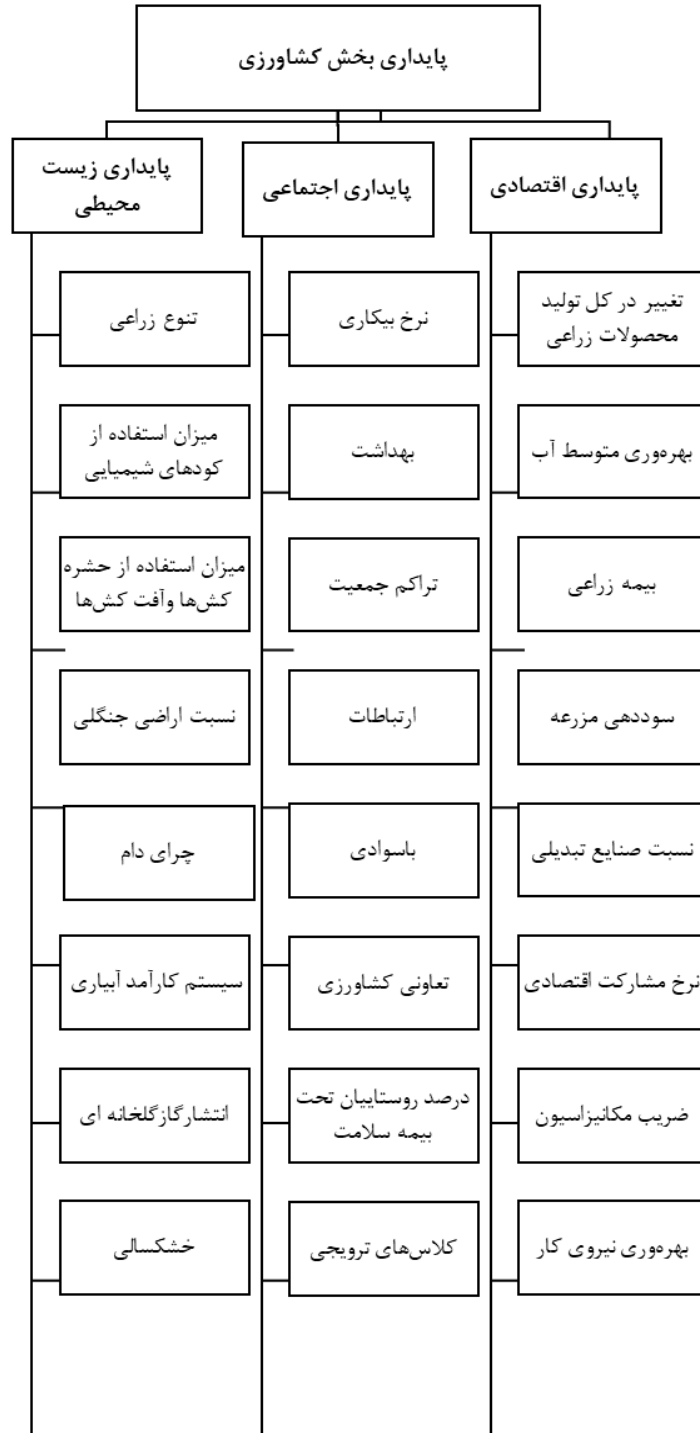 پایداری بخش کشاورزی
پایداری اقتصادی
تغییر در کل تولید
محصولات زراعی
بهره‌وری متوسط آب
بیمه زراعی
سوددهی مزرعه
نسبت صنایع تبدیلی
نرخ مشارکت اقتصادی
ضریب مکانیزاسیون
بهره‌وری نیروی کار
پایداری اجتماعی
نرخ بیکاری
بهداشت
تراکم جمعیت
ارتباطات
باسوادی
تعاونی کشاورزی
درصد روستاییان تحت
بیمه سلامت
کلاس‌های ترویجی
پایداری زیست
محیطی
تنوع زراعی
میزان استفاده از
کودهای شیمیایی
میزان استفاده از حشره
کش‌ها وآفت کش‌ها
نسبت اراضی جنگلی
چرای دام
سیستم کارآمد آبیاری
انتشارگازگلخانه ای
خشکسالی